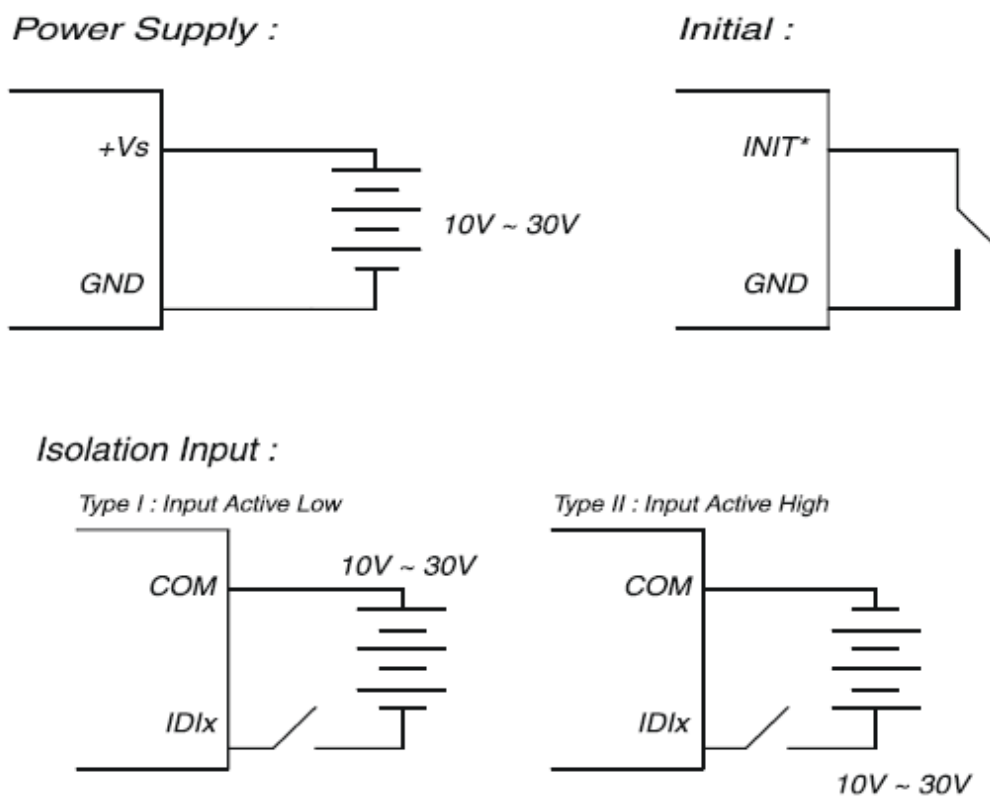 Power Supply :
Initial :
+Vs
10V ~ 30V
GND
INIT*
GND
Isolation Input :
Type I : Input Active Low
COM
10V ~ 30V
IDIx
Type II : Input Active High
COM
IDIx
10V ~ 30V